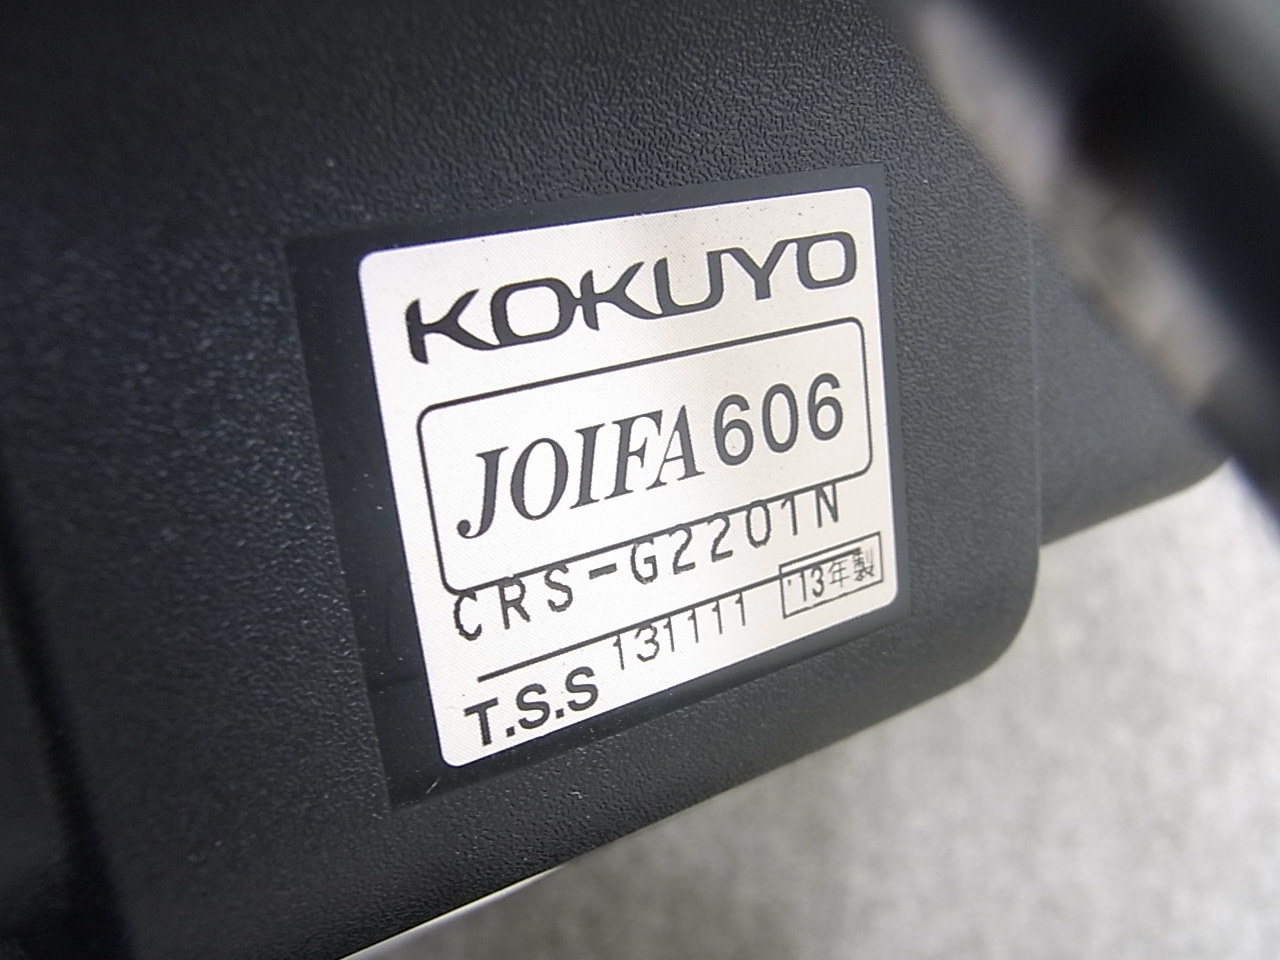 KOKUYO
JOIFA 606
CRS-G2201N
'13年製
T.S.S 131111